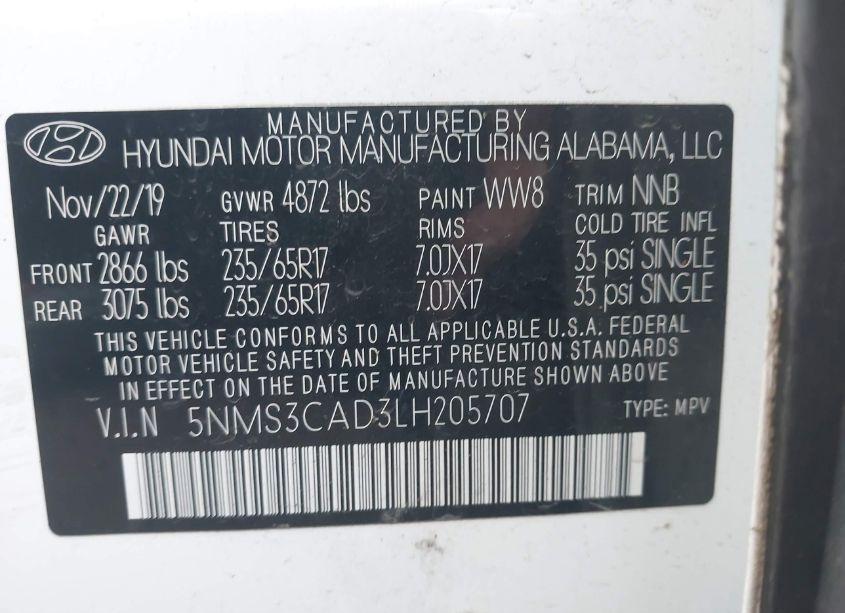 MANUFACTURED BY
HYUNDAI MOTOR MANUFACTURING ALABAMA, LLC
Nov/22/19 GVWR 4872 lbs PAINT WW8 TRIM NNB
GAWR TIRES RIMS COLD TIRE INFL
FRONT 2866 lbs 235/65R17 7.0JX17 35 psi SINGLE
REAR 3075 lbs 235/65R17 7.0JX17 35 psi SINGLE
THIS VEHICLE CONFORMS TO ALL APPLICABLE U.S.A. FEDERAL
MOTOR VEHICLE SAFETY AND THEFT PREVENTION STANDARDS
IN EFFECT ON THE DATE OF MANUFACTURE SHOWN ABOVE
V.I.N 5NMS3CAD3LH205707 TYPE: MPV